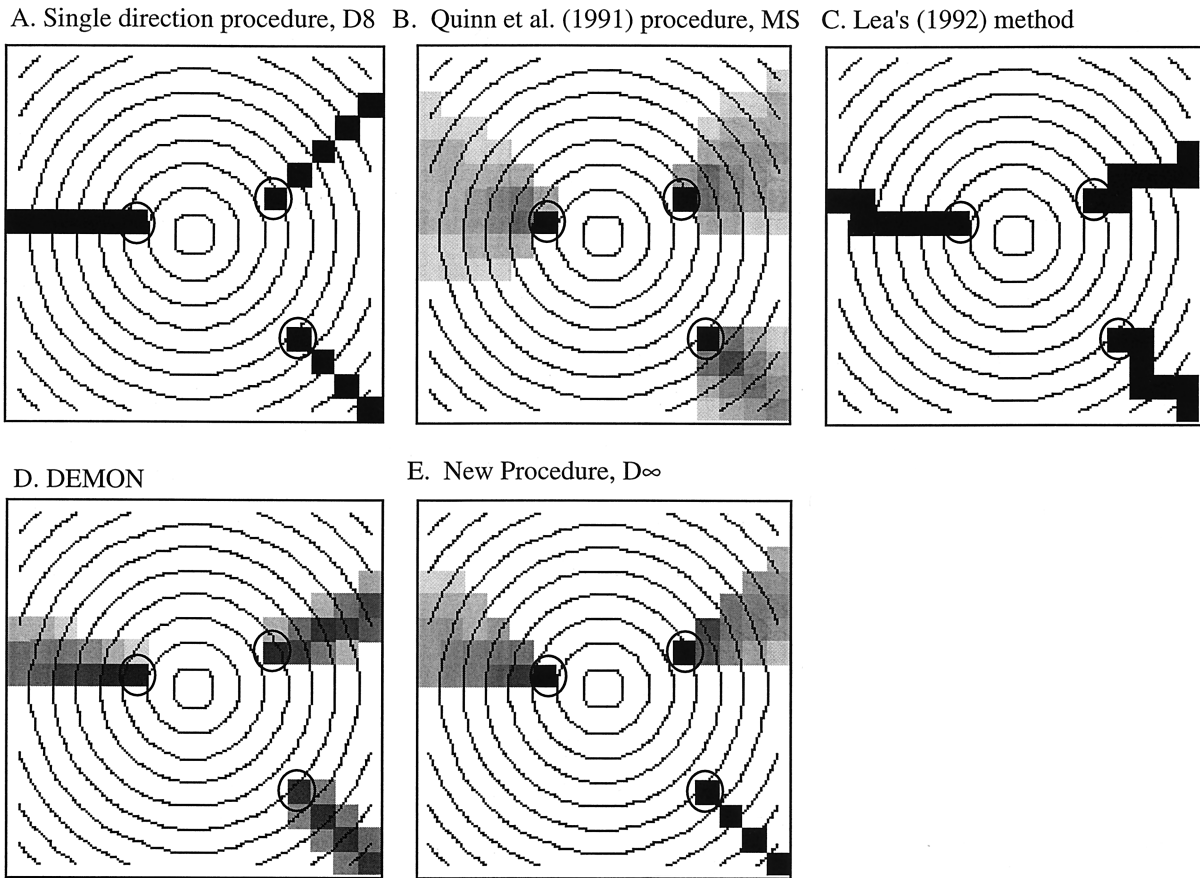 A. Single direction procedure, D8
B. Quinn et al. (1991) procedure, MS
C. Lea's (1992) method
D. DEMON
E. New Procedure, D∞